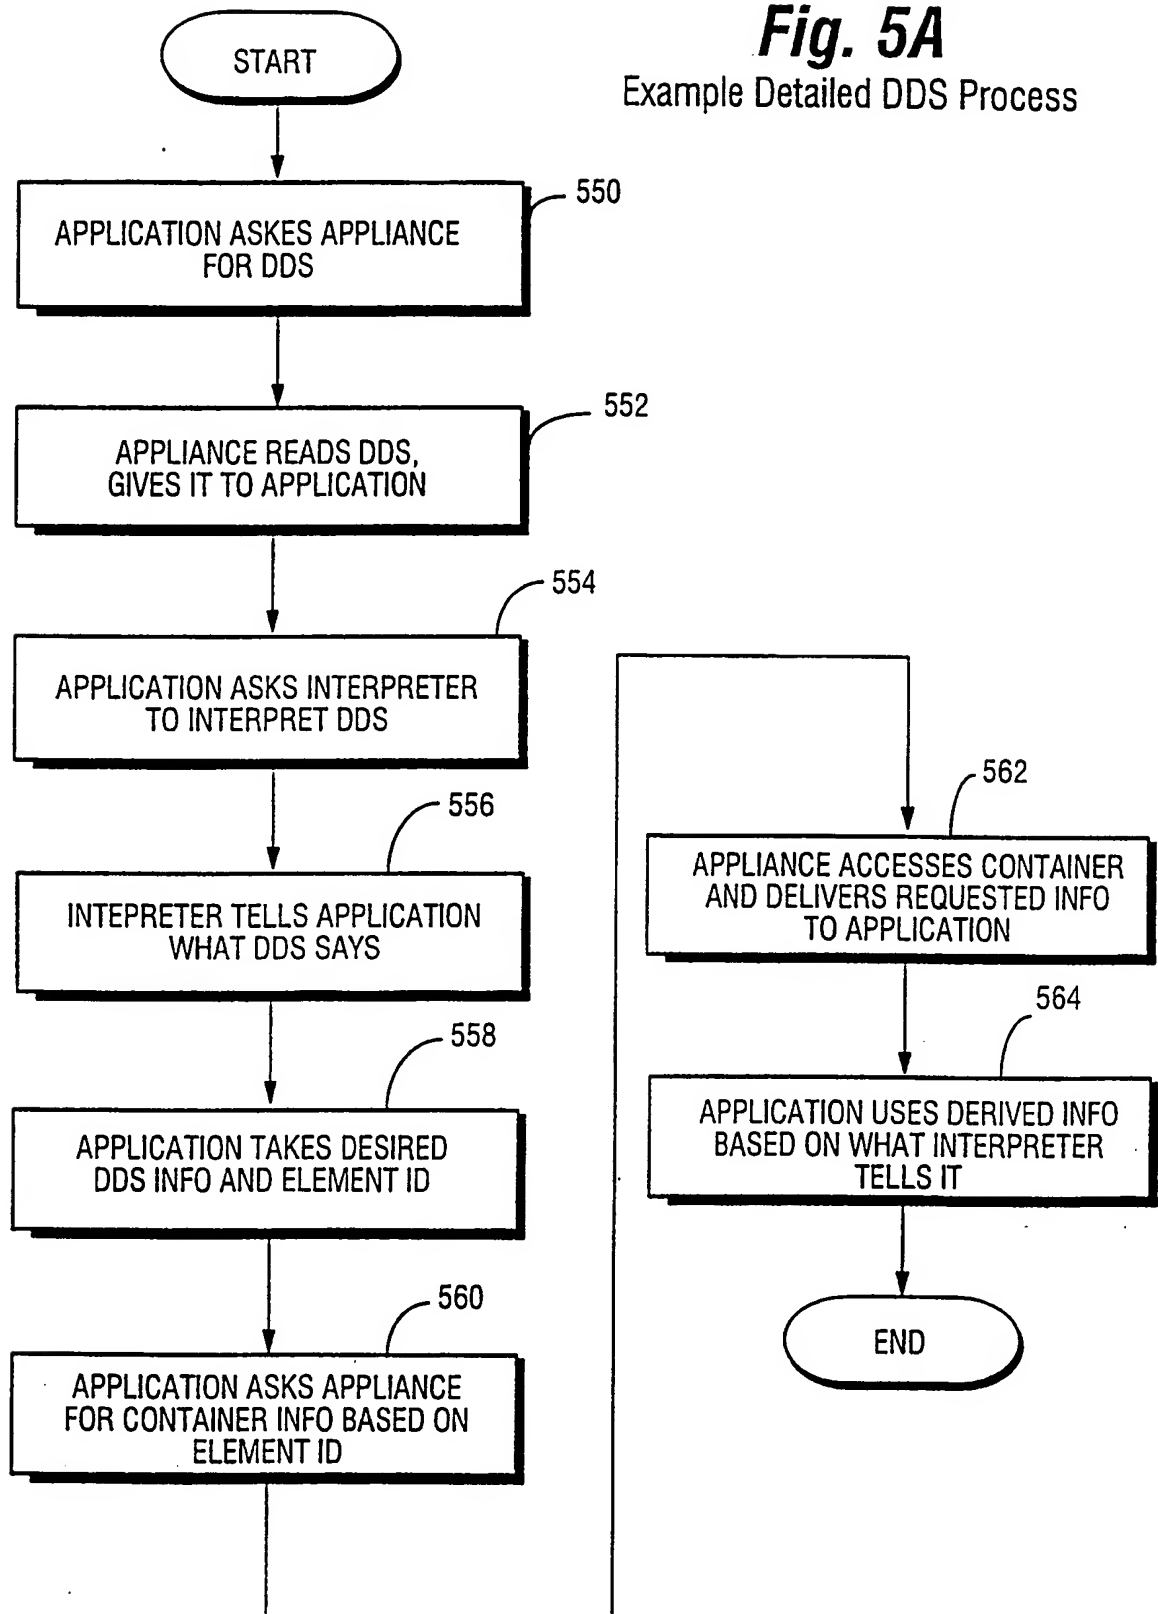 Fig. 5A
Example Detailed DDS Process
START
550
APPLICATION ASKES APPLIANCE
FOR DDS
552
APPLIANCE READS DDS,
GIVES IT TO APPLICATION
554
APPLICATION ASKS INTERPRETER
TO INTERPRET DDS
556
INTEPRETER TELLS APPLICATION
WHAT DDS SAYS
558
APPLICATION TAKES DESIRED
DDS INFO AND ELEMENT ID
560
APPLICATION ASKS APPLIANCE
FOR CONTAINER INFO BASED ON
ELEMENT ID
562
APPLIANCE ACCESSES CONTAINER
AND DELIVERS REQUESTED INFO
TO APPLICATION
564
APPLICATION USES DERIVED INFO
BASED ON WHAT INTERPRETER
TELLS IT
END